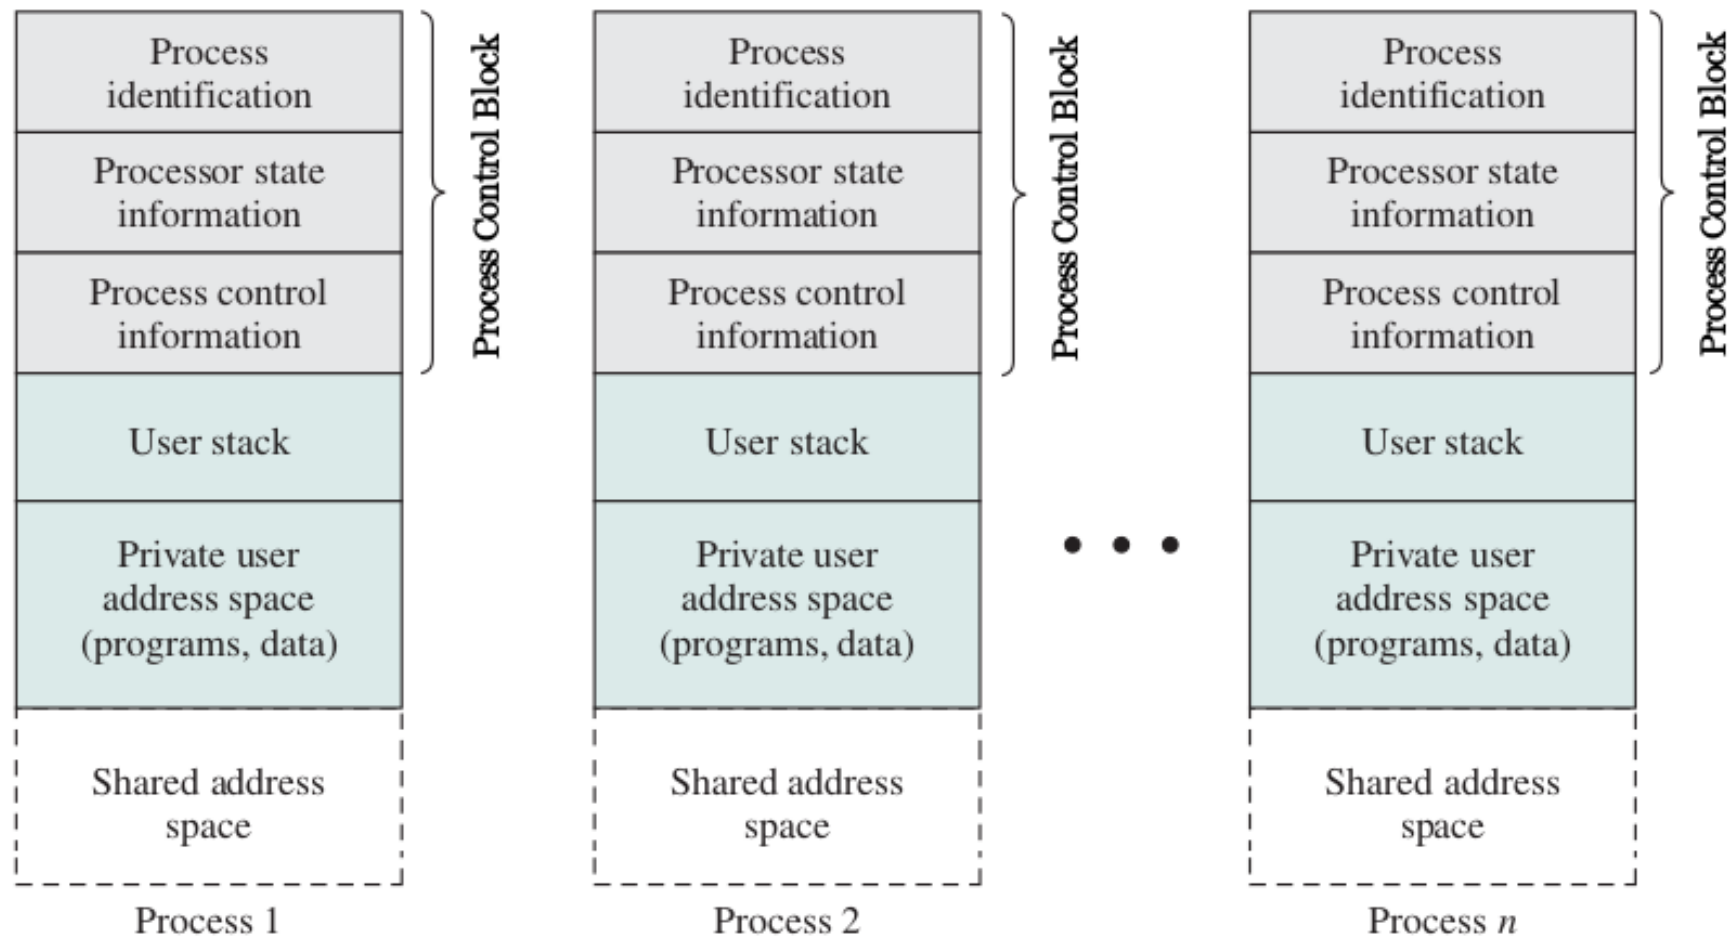 Process
identification
Processor state
information
Process control
information
User stack
Private user
address space
(programs, data)
Shared address
space
Process 1
Process Control Block
Process
identification
Processor state
information
Process control
information
User stack
Private user
address space
(programs, data)
Shared address
space
Process 2
Process Control Block
Process
identification
Processor state
information
Process control
information
User stack
Private user
address space
(programs, data)
Shared address
space
Process n
Process Control Block